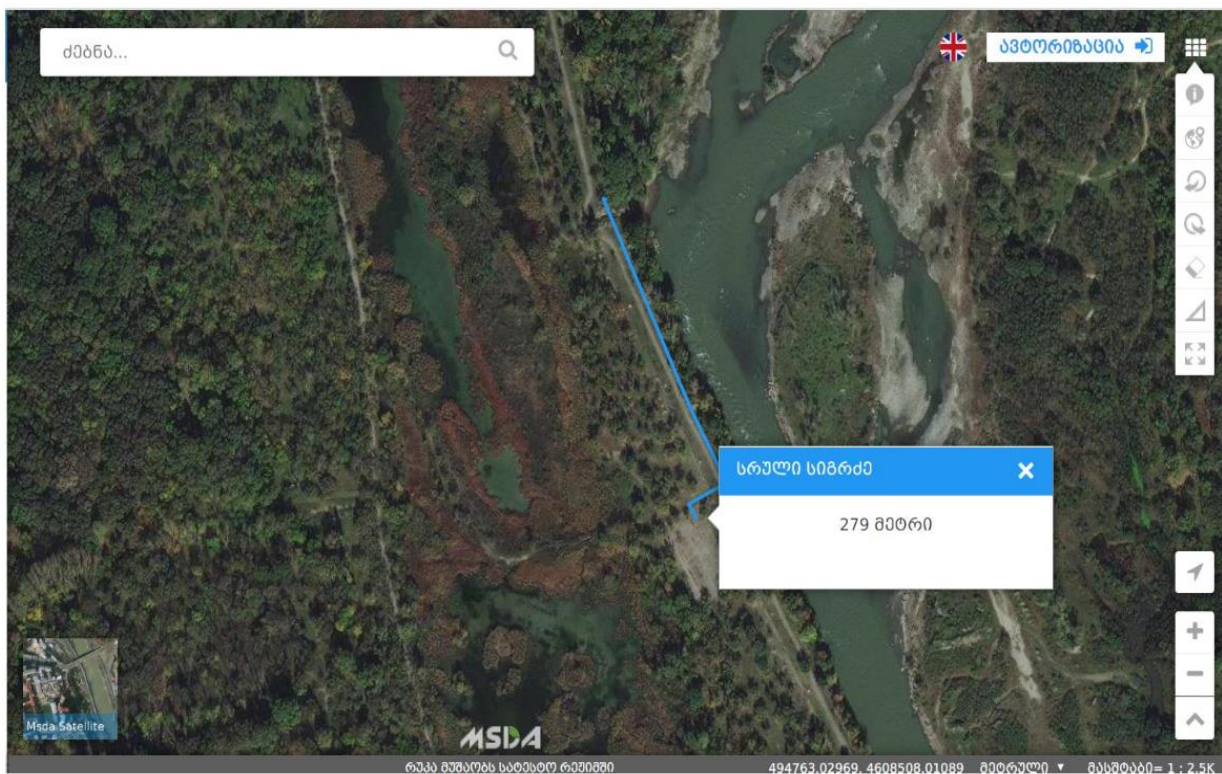 ძებნა...
ავტორიზაცია
სრული სიგრძე
279 მეტრი
Msda Satellite
MSDA
რუკა მუშაობს სატესტო რეჟიმში
494763.02969, 4608508.01089 მეტრული ▼ მასშტაბი= 1 : 2.5K